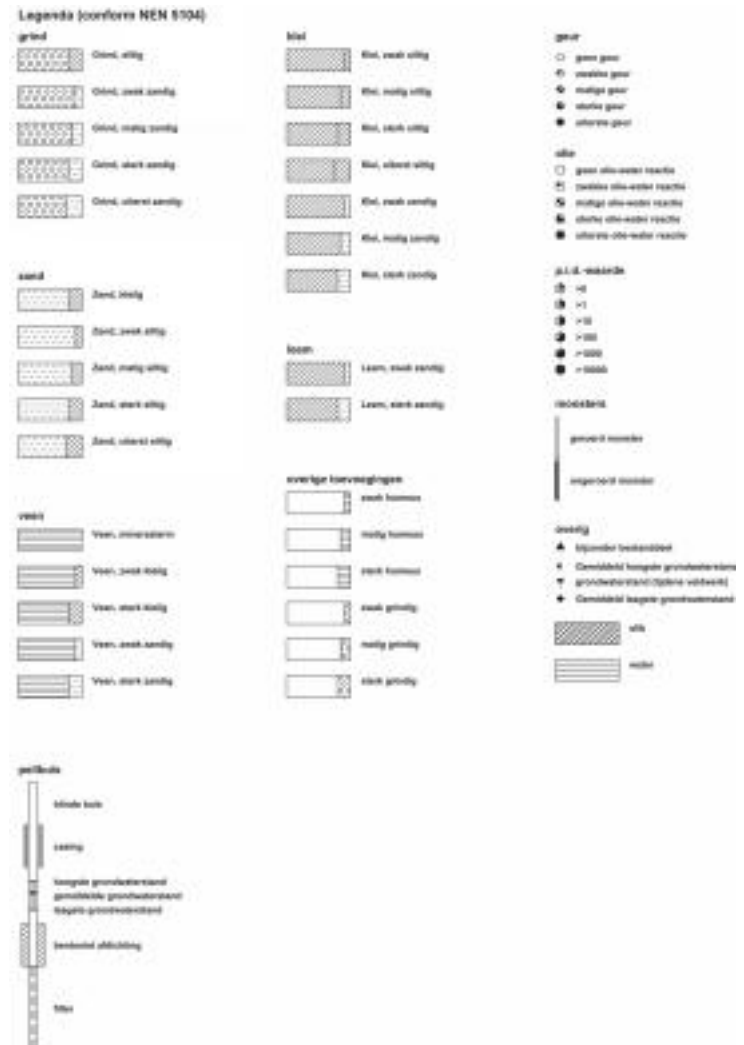 Legenda (conform NEN 5104)
grind
Grind, siltig
Grind, zwak zandig
Grind, matig zandig
Grind, sterk zandig
Grind, uiterst zandig
zand
Zand, kleiig
Zand, zwak siltig
Zand, matig siltig
Zand, sterk siltig
Zand, uiterst siltig
veen
Veen, mineraalarm
Veen, zwak kleiig
Veen, sterk kleiig
Veen, zwak zandig
Veen, sterk zandig
klei
Klei, zwak siltig
Klei, matig siltig
Klei, sterk siltig
Klei, uiterst siltig
Klei, zwak zandig
Klei, matig zandig
Klei, sterk zandig
leem
Leem, zwak zandig
Leem, sterk zandig
overige toevoegingen
zwak humeus
matig humeus
sterk humeus
zwak grindig
matig grindig
sterk grindig
geur
geen geur
zwakke geur
matige geur
sterke geur
uiterste geur
olie
geen olie-water reactie
zwakke olie-water reactie
matige olie-water reactie
sterke olie-water reactie
uiterste olie-water reactie
p.i.d.-waarde
>0
>1
>10
>100
>1000
>10000
monsters
geroerd monster
ongeroerd monster
overig
bijzonder bestanddeel
Gemiddeld hoogste grondwaterstand
grondwaterstand (tijdens veldwerk)
Gemiddeld laagste grondwaterstand
slib
water
peilbuis
blinde buis
casing
hoogste grondwaterstand
gemiddelde grondwaterstand
laagste grondwaterstand
bentoniet afdichting
filter